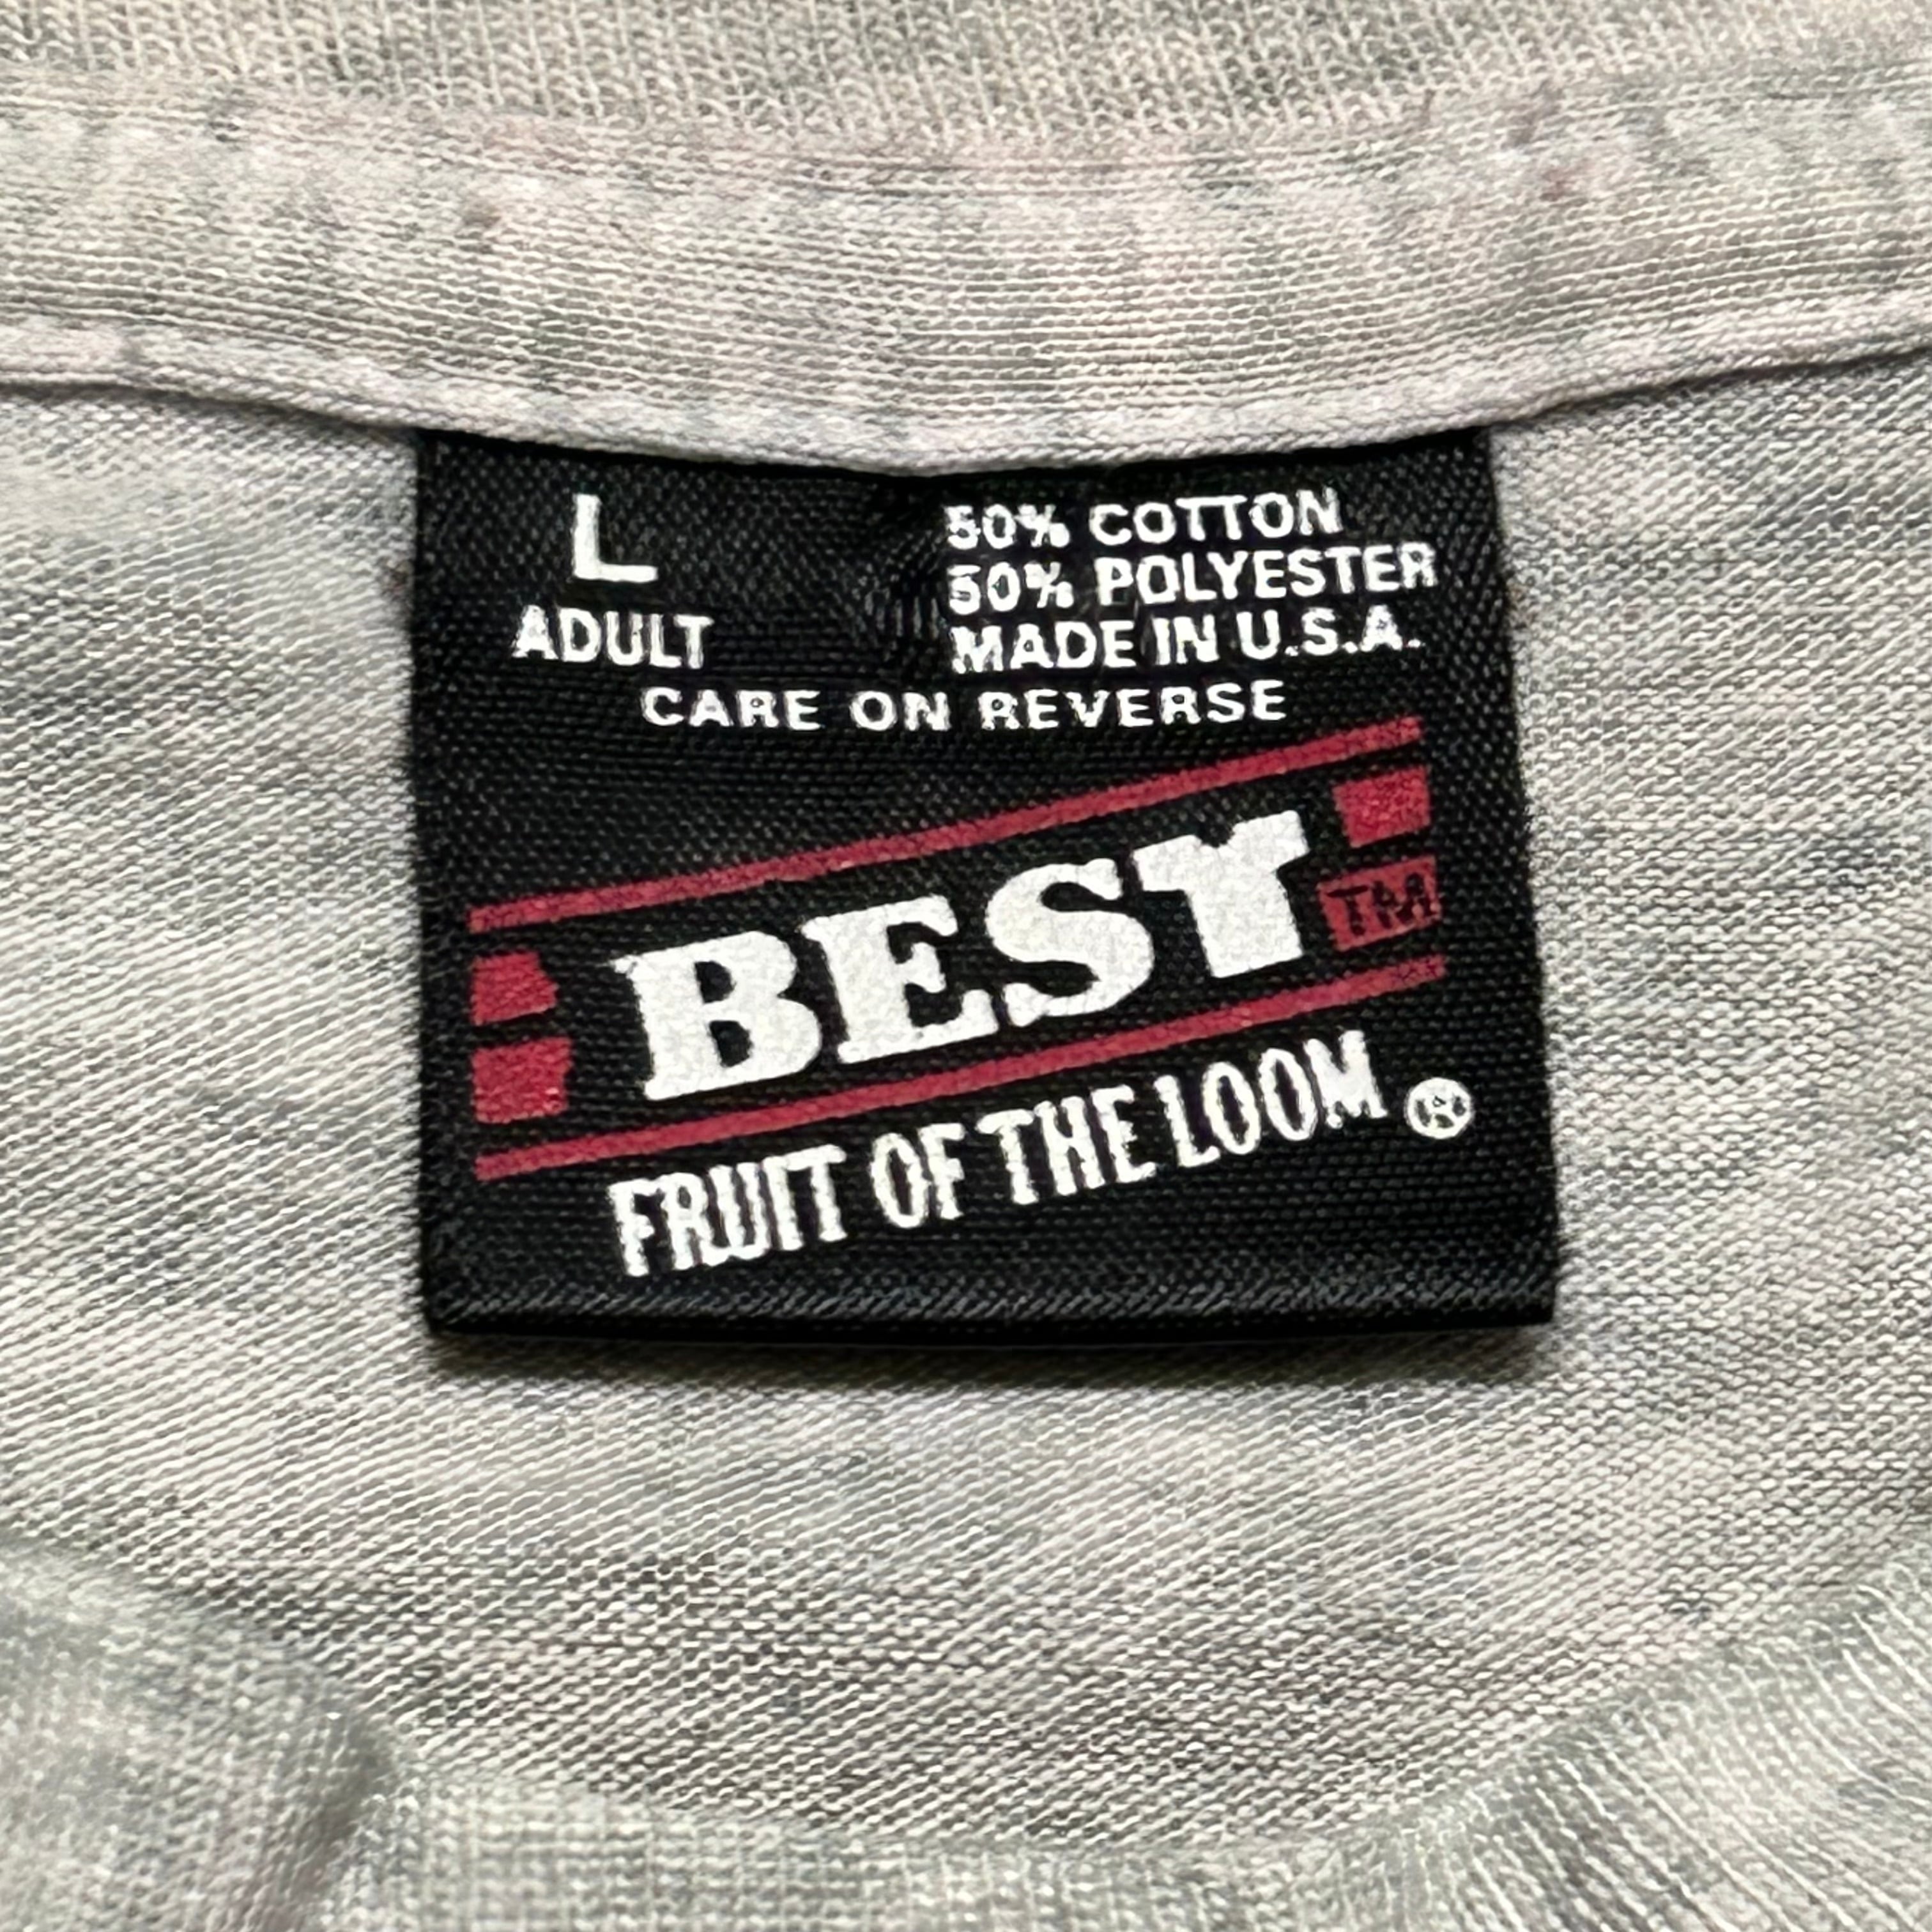 L
ADULT
50% COTTON
50% POLYESTER
MADE IN U.S.A.
CARE ON REVERSE
BEST TM
FRUIT OF THE LOOM ®